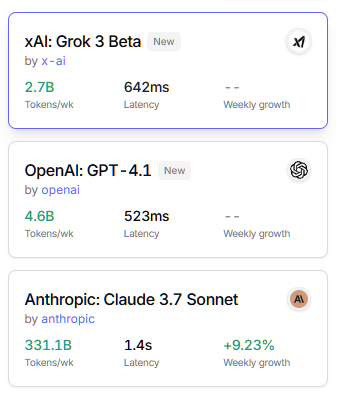 xAI: Grok 3 Beta New
by x-ai
2.7B 642ms --
Tokens/wk Latency Weekly growth
OpenAI: GPT-4.1 New
by openai
4.6B 523ms --
Tokens/wk Latency Weekly growth
Anthropic: Claude 3.7 Sonnet
by anthropic
331.1B 1.4s +9.23%
Tokens/wk Latency Weekly growth